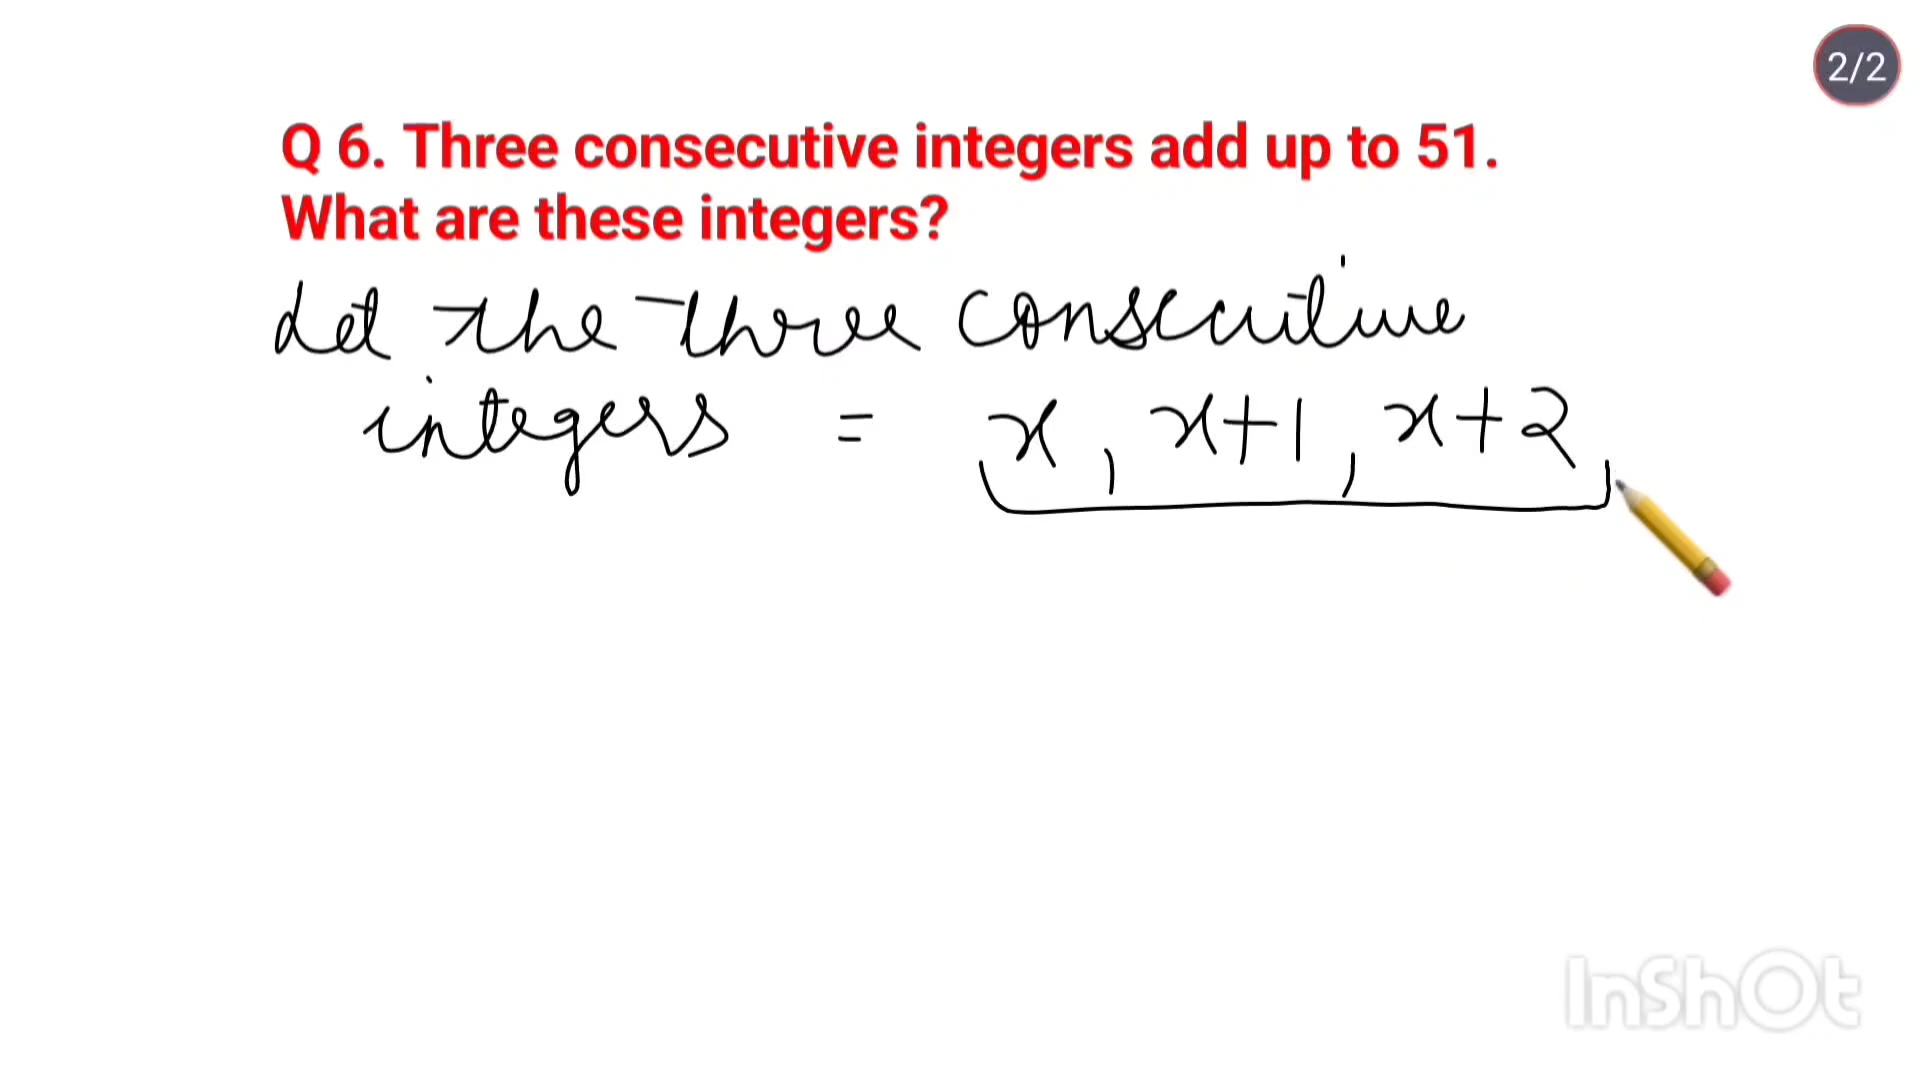 2/2
Q 6. Three consecutive integers add up to 51.
What are these integers?
Let the three consecutive
integers = x, x+1, x+2
InShOt